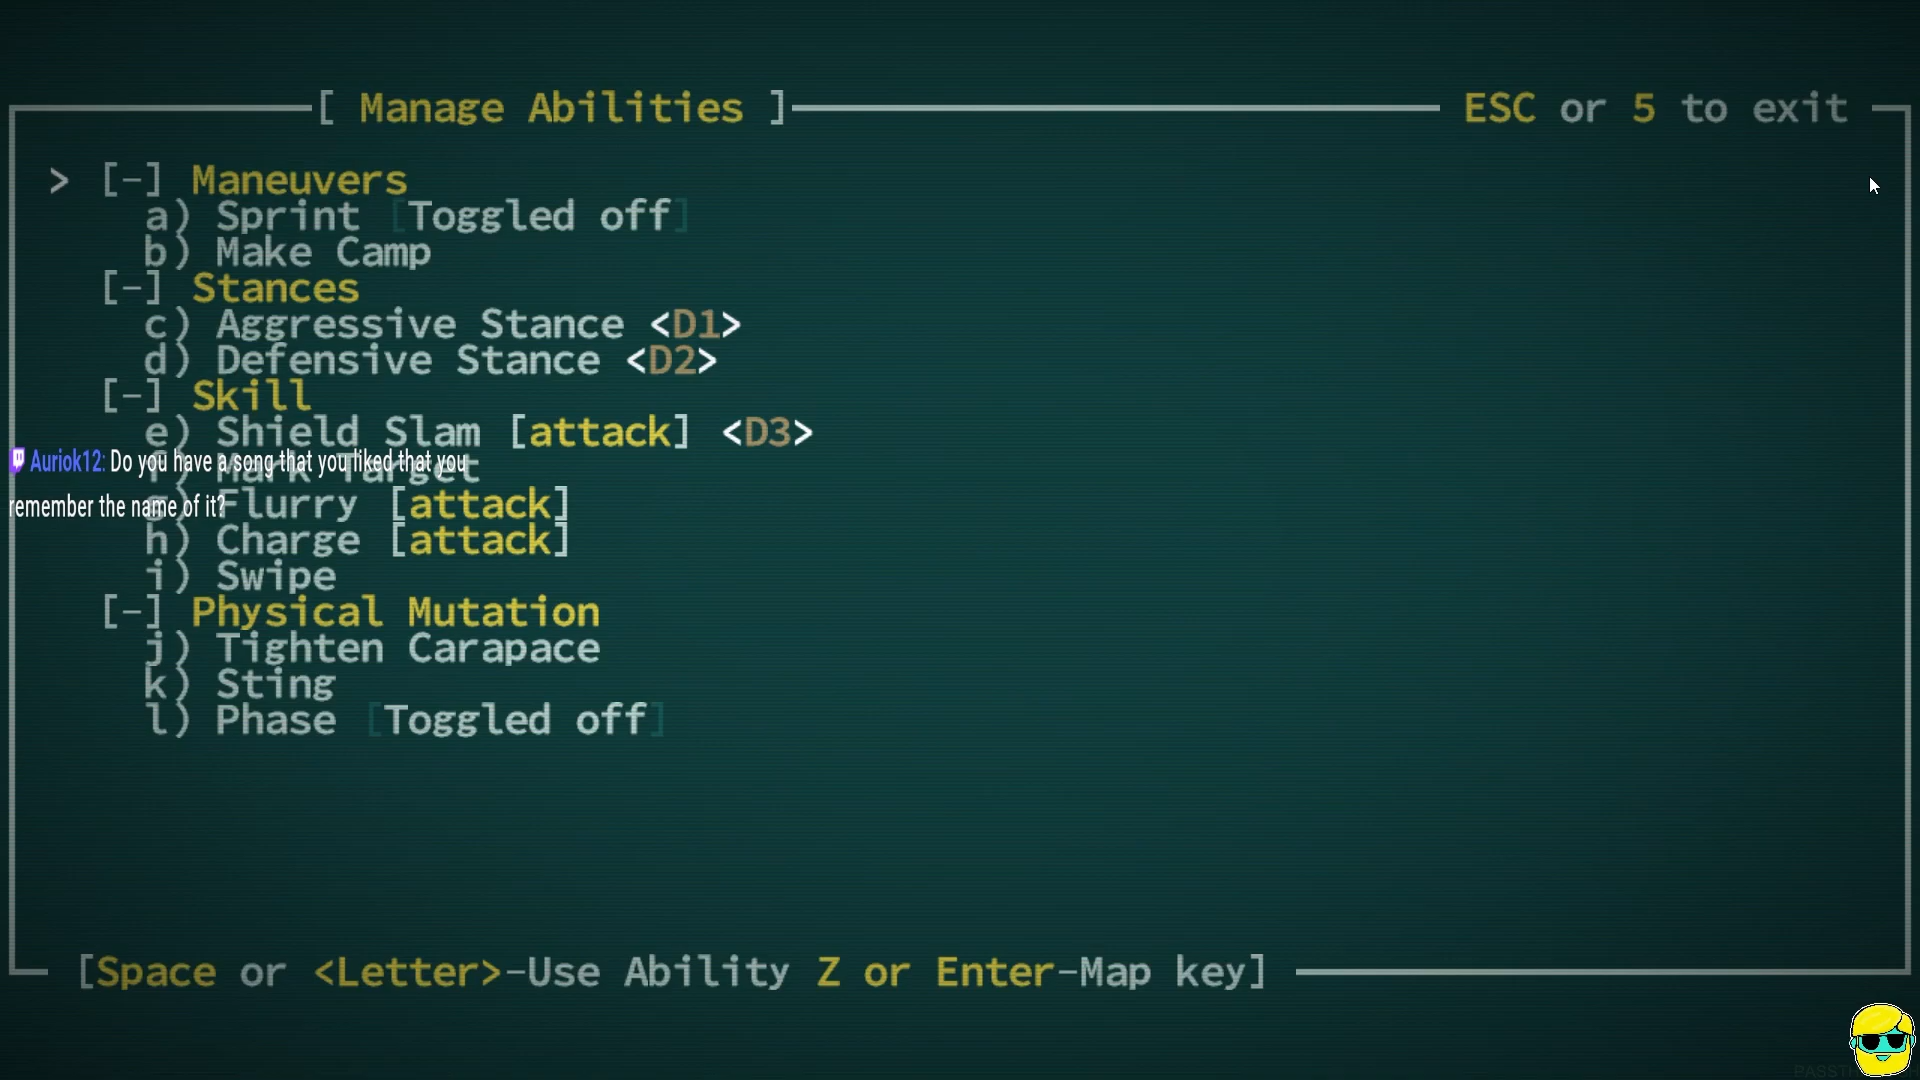 [ Manage Abilities ] ESC or 5 to exit
> [-] Maneuvers
a) Sprint [Toggled off]
b) Make Camp
[-] Stances
c) Aggressive Stance <D1>
d) Defensive Stance <D2>
[-] Skill
e) Shield Slam [attack] <D3>
Auriok12: Do you have a song that you liked that you
f) Mark Target
remember the name of it?
g) Flurry [attack]
h) Charge [attack]
i) Swipe
[-] Physical Mutation
j) Tighten Carapace
k) Sting
l) Phase [Toggled off]
[Space or <Letter>-Use Ability Z or Enter-Map key]